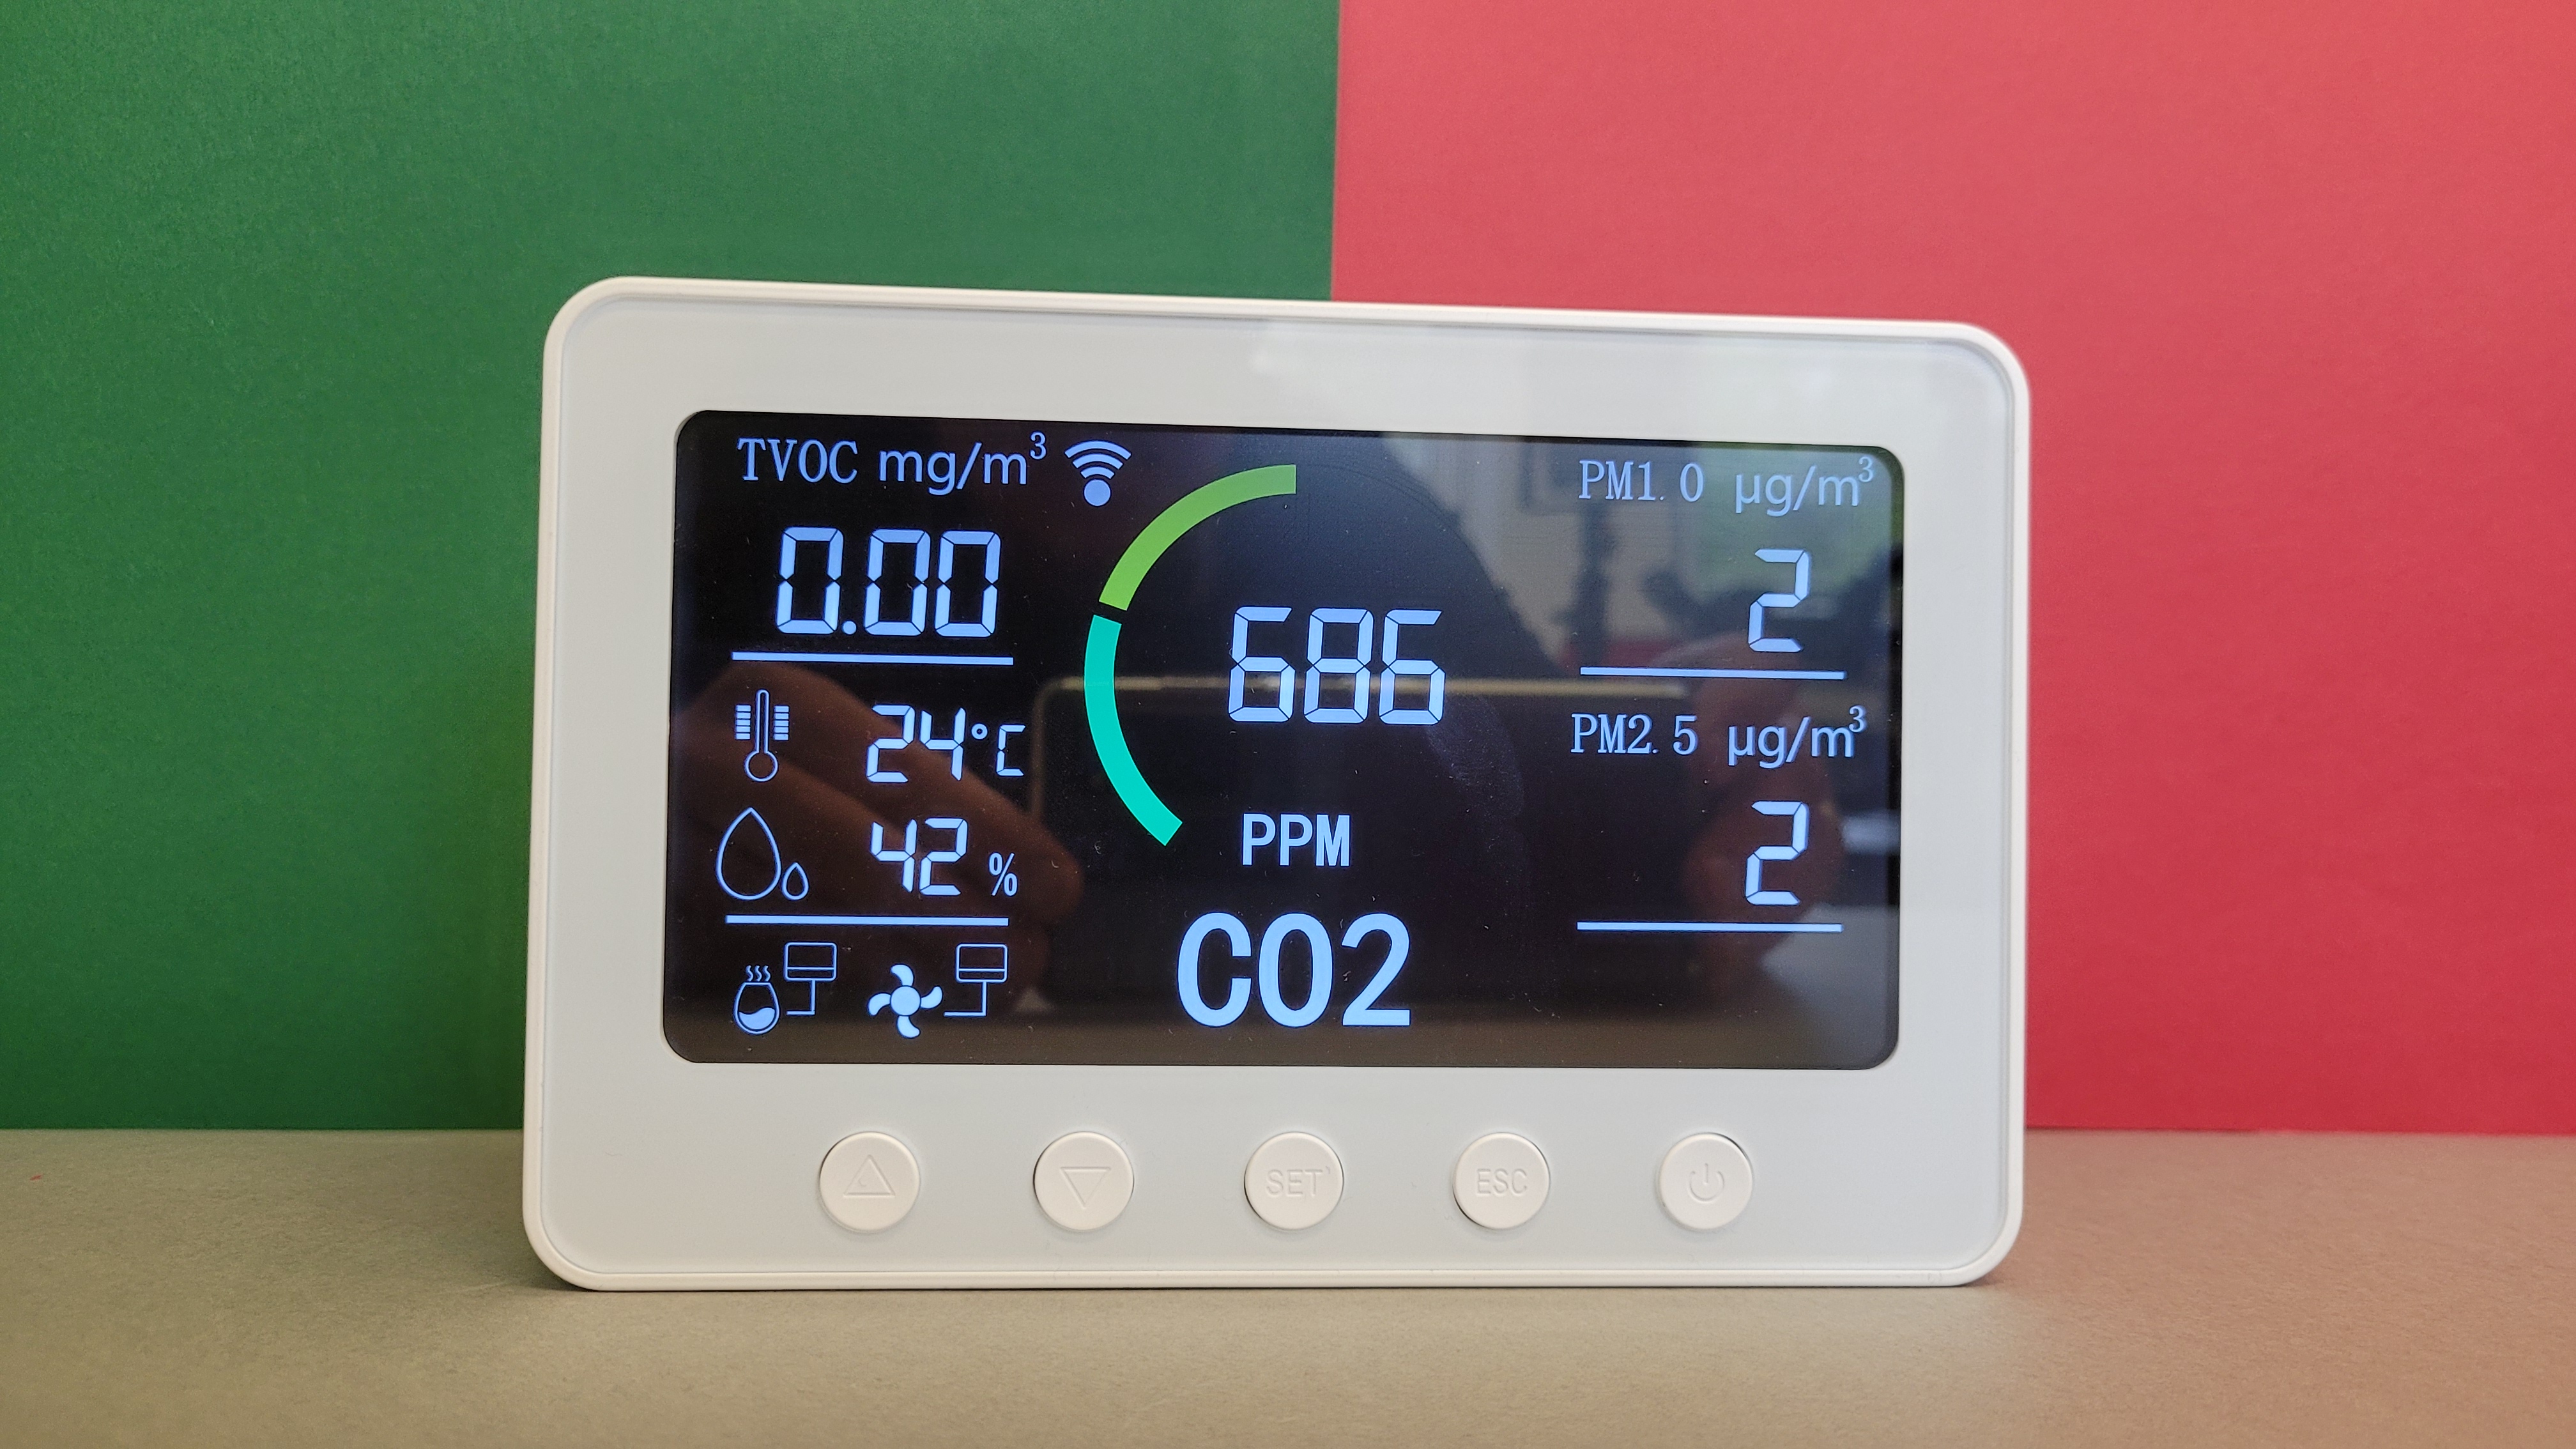 TVOC mg/m³
0.00
24°C
42 %
686
PPM
CO2
PM1.0 µg/m³
2
PM2.5 µg/m³
2
SET
ESC